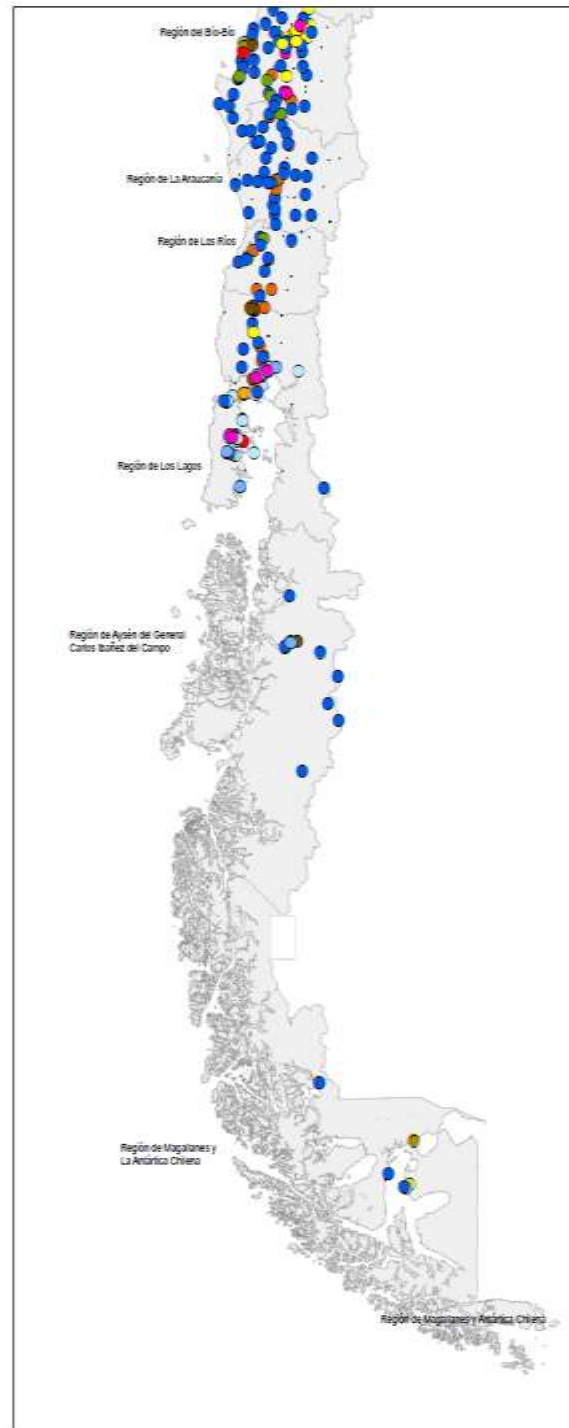 Región del Bío-Bío
Región de La Araucanía
Región de Los Ríos
Región de Los Lagos
Región de Aysén del General
Carlos Ibañez del Campo
Región de Magallanes y
La Antártica Chilena
Región de Magallanes y Antártica Chilena